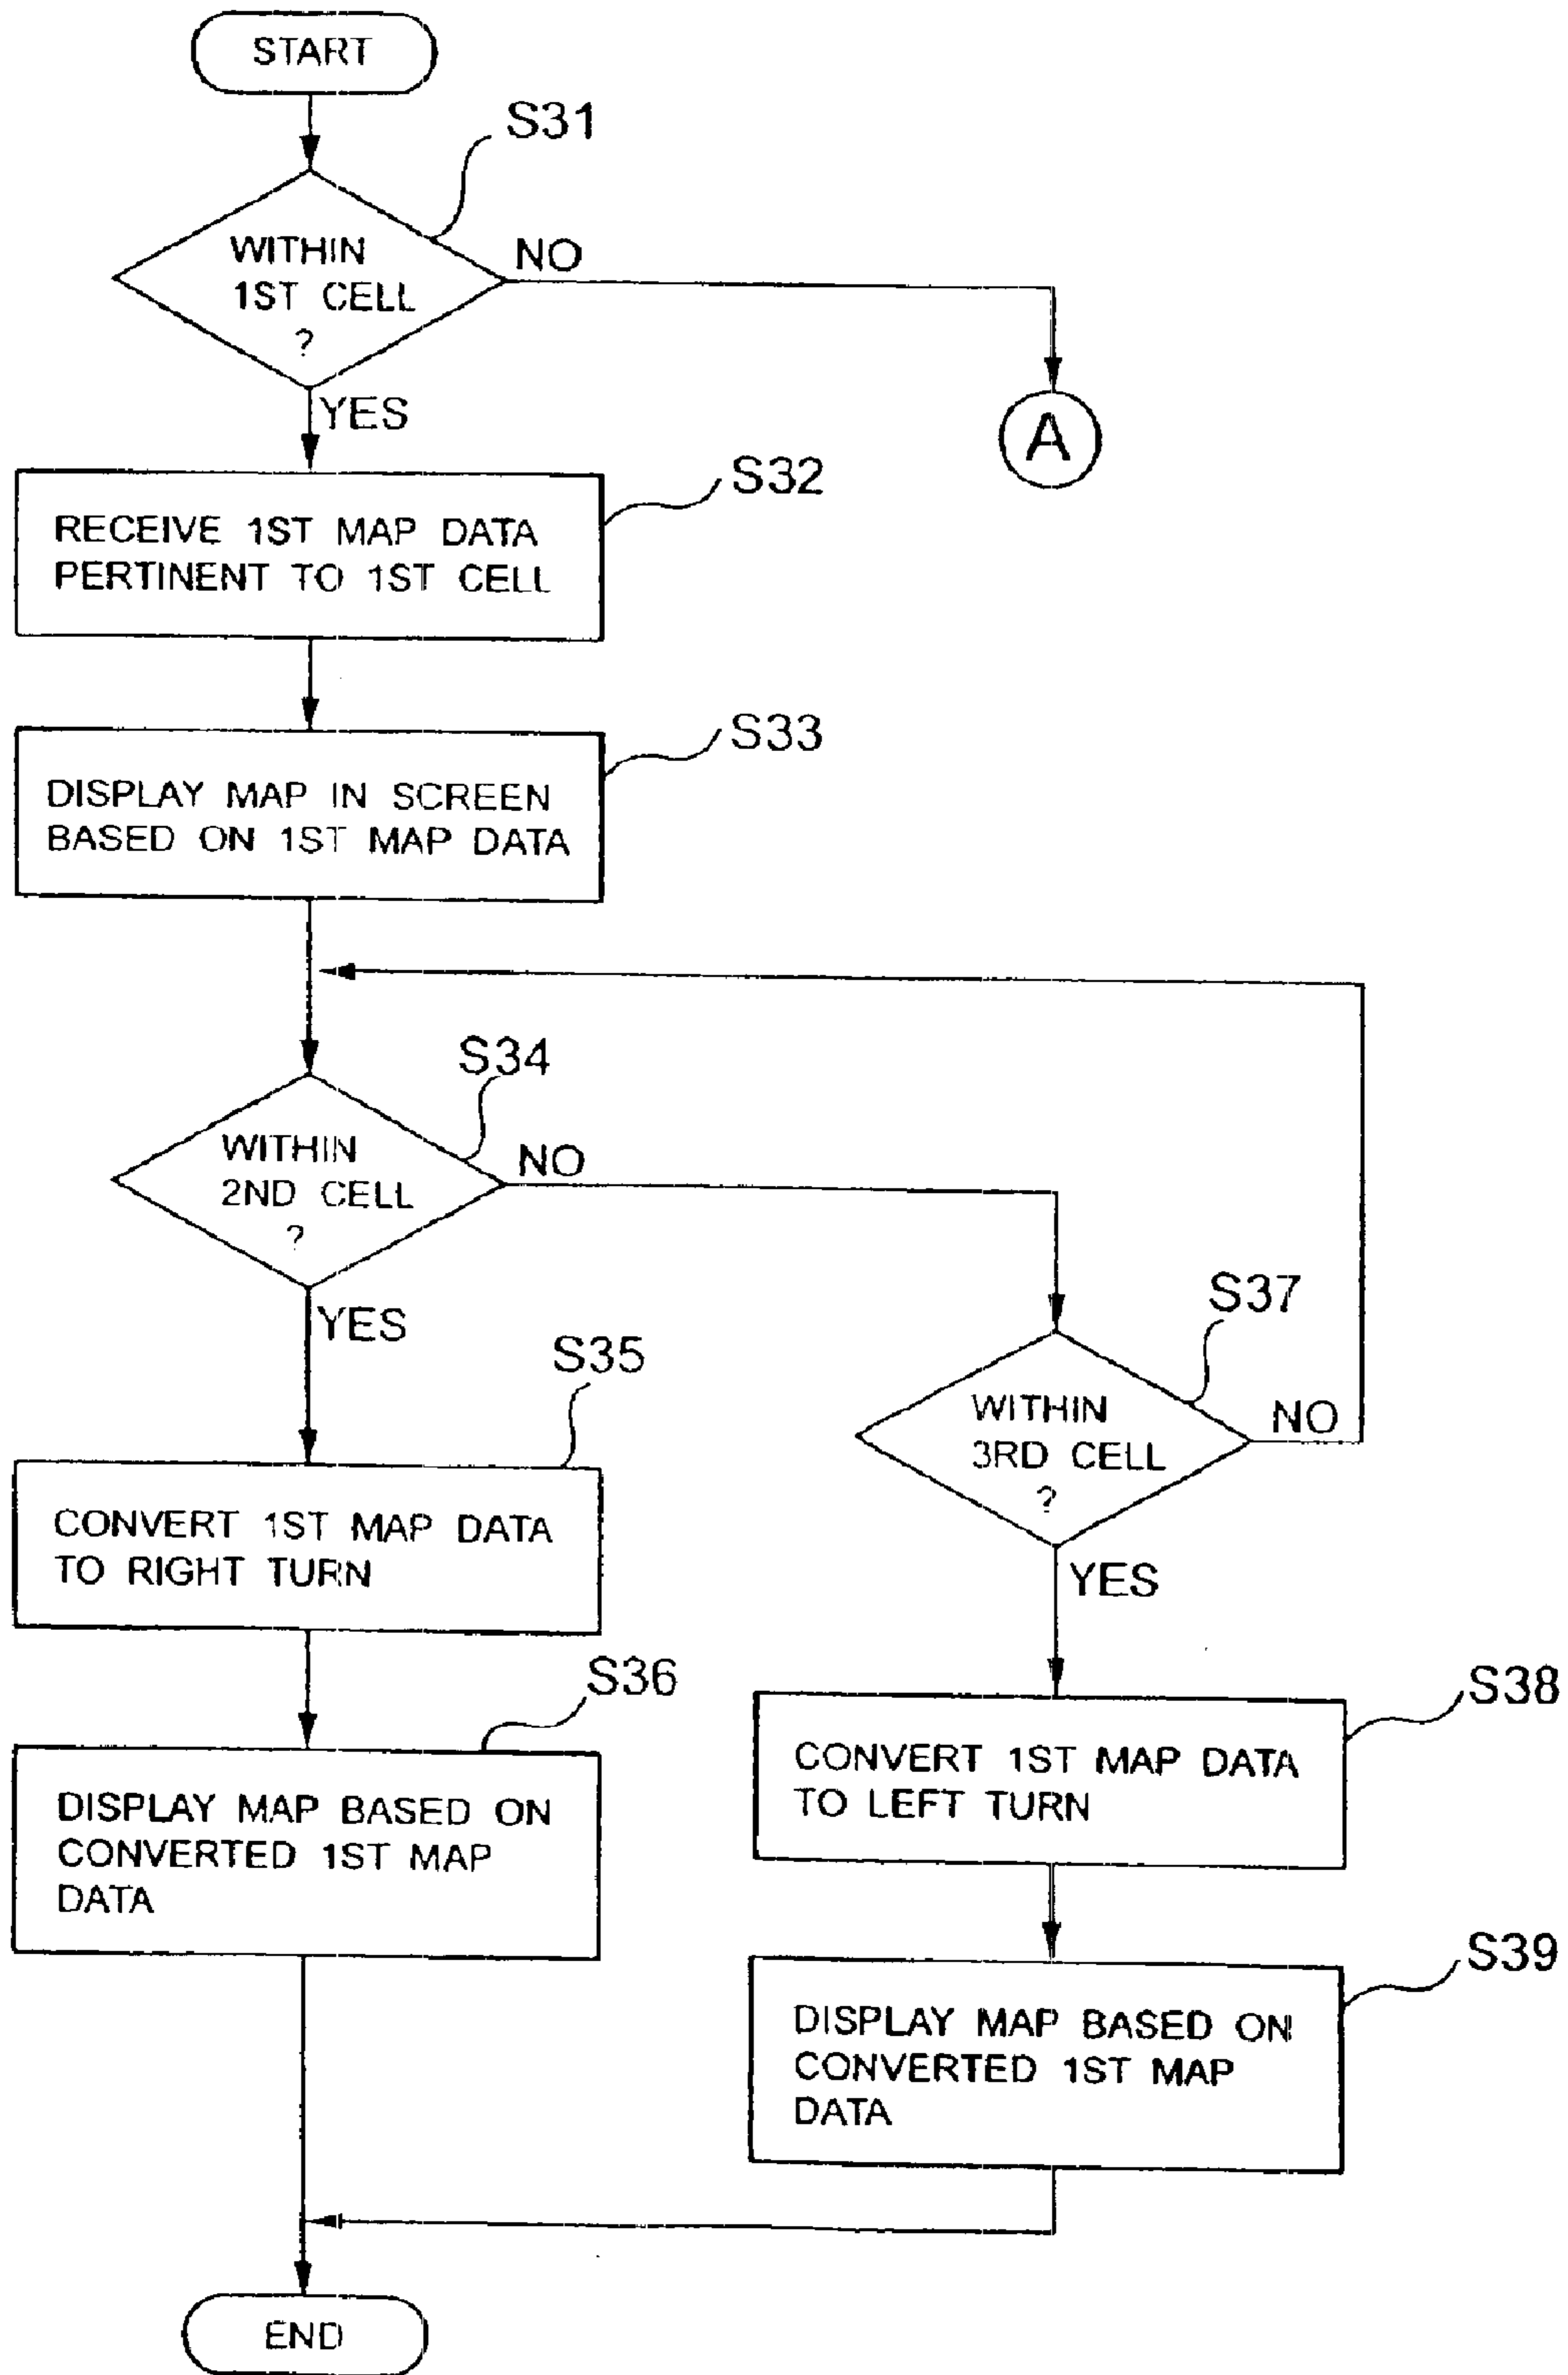 START
S31
WITHIN
1ST CELL
?
NO
A
YES
S32
RECEIVE 1ST MAP DATA
PERTINENT TO 1ST CELL
S33
DISPLAY MAP IN SCREEN
BASED ON 1ST MAP DATA
S34
WITHIN
2ND CELL
?
NO
YES
S37
WITHIN
3RD CELL
?
NO
YES
S35
CONVERT 1ST MAP DATA
TO RIGHT TURN
S36
DISPLAY MAP BASED ON
CONVERTED 1ST MAP
DATA
S38
CONVERT 1ST MAP DATA
TO LEFT TURN
S39
DISPLAY MAP BASED ON
CONVERTED 1ST MAP
DATA
END